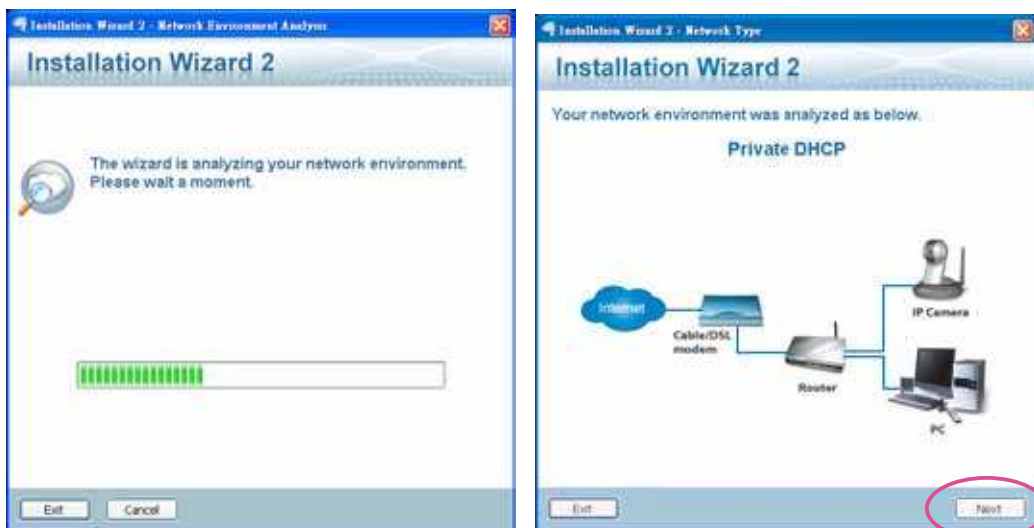 Installation Wizard 2 - Network Environment Analysis
Installation Wizard 2
The wizard is analyzing your network environment.
Please wait a moment.
Exit
Cancel
Installation Wizard 2 - Network Type
Installation Wizard 2
Your network environment was analyzed as below.
Private DHCP
Internet
Cable/DSL
modem
Router
IP Camera
PC
Exit
Next